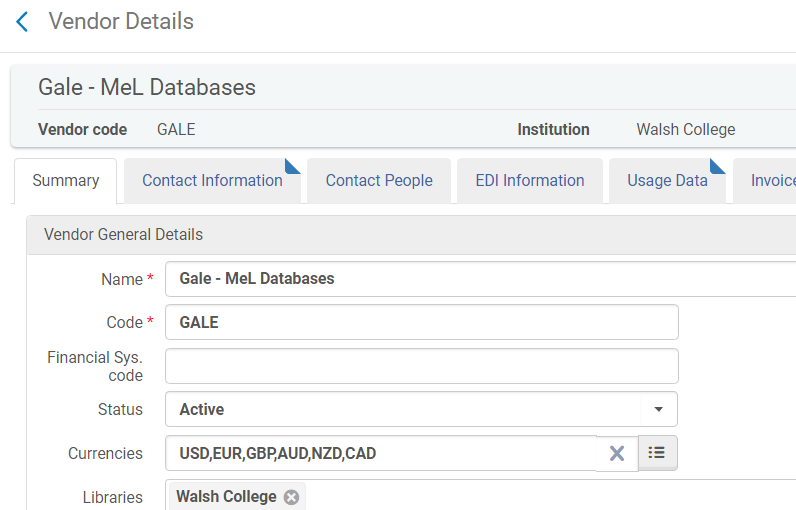 Vendor Details
Gale - MeL Databases
Vendor code GALE Institution Walsh College
Summary Contact Information Contact People EDI Information Usage Data Invoice
Vendor General Details
Name * Gale - MeL Databases
Code * GALE
Financial Sys.
code
Status Active
Currencies USD,EUR,GBP,AUD,NZD,CAD
Libraries Walsh College